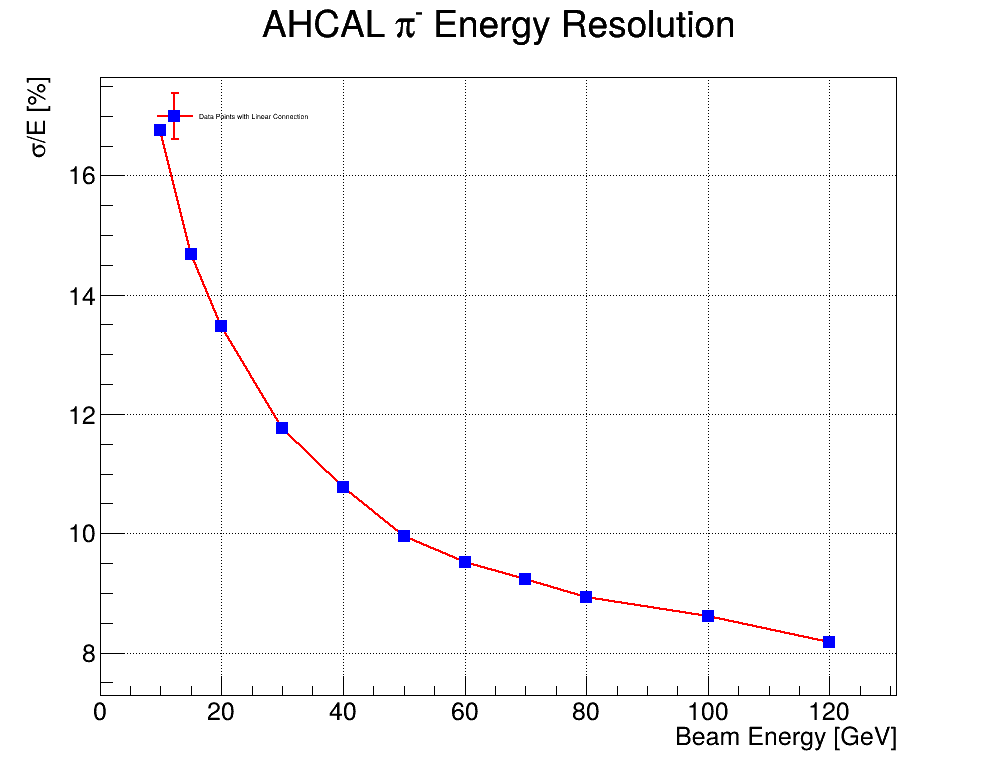 AHCAL π⁻ Energy Resolution
σ/E [%]
Data Points with Linear Connection
16
14
12
10
8
0 20 40 60 80 100 120
Beam Energy [GeV]